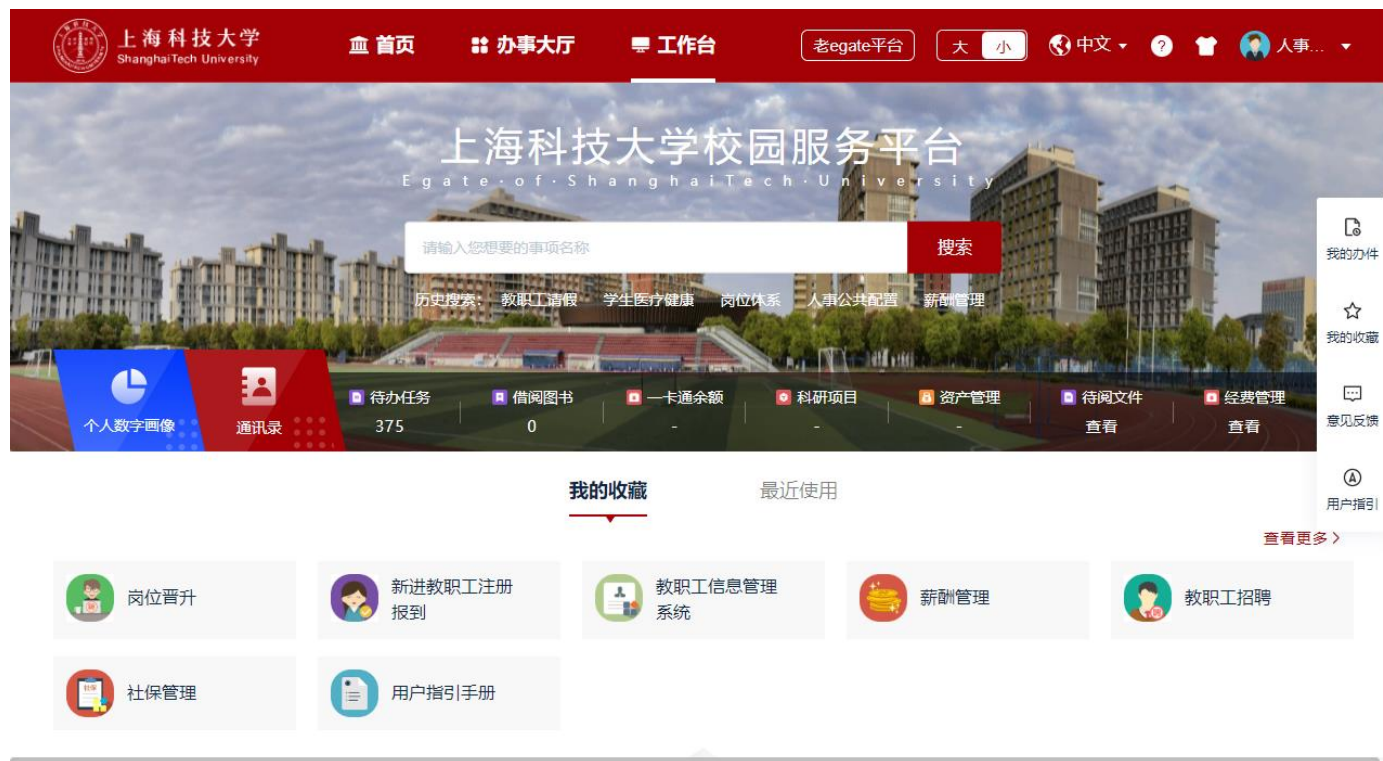 上海科技大学
ShanghaiTech University
首页
办事大厅
工作台
老egate平台
大 小
中文
?
人事...
上海科技大学校园服务平台
Egate·of·ShanghaiTech·University
请输入您想要的事项名称
搜索
历史搜索: 教职工请假 学生医疗健康 岗位体系 人事公共配置 薪酬管理
我的办件
我的收藏
意见反馈
用户指引
个人数字画像
通讯录
待办任务
375
借阅图书
0
一卡通余额
-
科研项目
-
资产管理
-
待阅文件
查看
经费管理
查看
我的收藏
最近使用
查看更多 >
岗位晋升
新进教职工注册
报到
教职工信息管理
系统
薪酬管理
教职工招聘
社保管理
用户指引手册